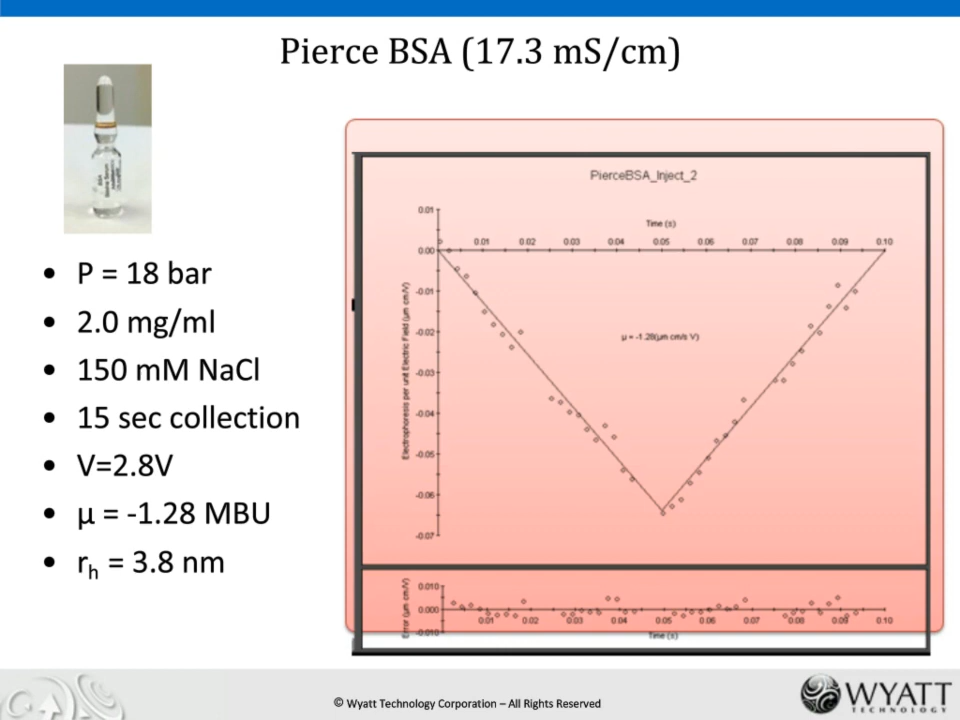 Pierce BSA (17.3 mS/cm)
• P = 18 bar
• 2.0 mg/ml
• 150 mM NaCl
• 15 sec collection
• V=2.8V
• µ = -1.28 MBU
• rh = 3.8 nm
PierceBSA_Inject_2
Time (s)
0.01
0.00
-0.01
-0.02
-0.03
-0.04
-0.05
-0.06
-0.07
0.01 0.02 0.03 0.04 0.05 0.06 0.07 0.08 0.09 0.10
Electrophoresis per unit Electric Field (µm cm/V)
µ = -1.28(µm cm/s V)
Error (µm cm/V)
0.010
0.000
-0.010
0.01 0.02 0.03 0.04 0.05 0.06 0.07 0.08 0.09 0.10
Time (s)
© Wyatt Technology Corporation – All Rights Reserved
WYATT
TECHNOLOGY